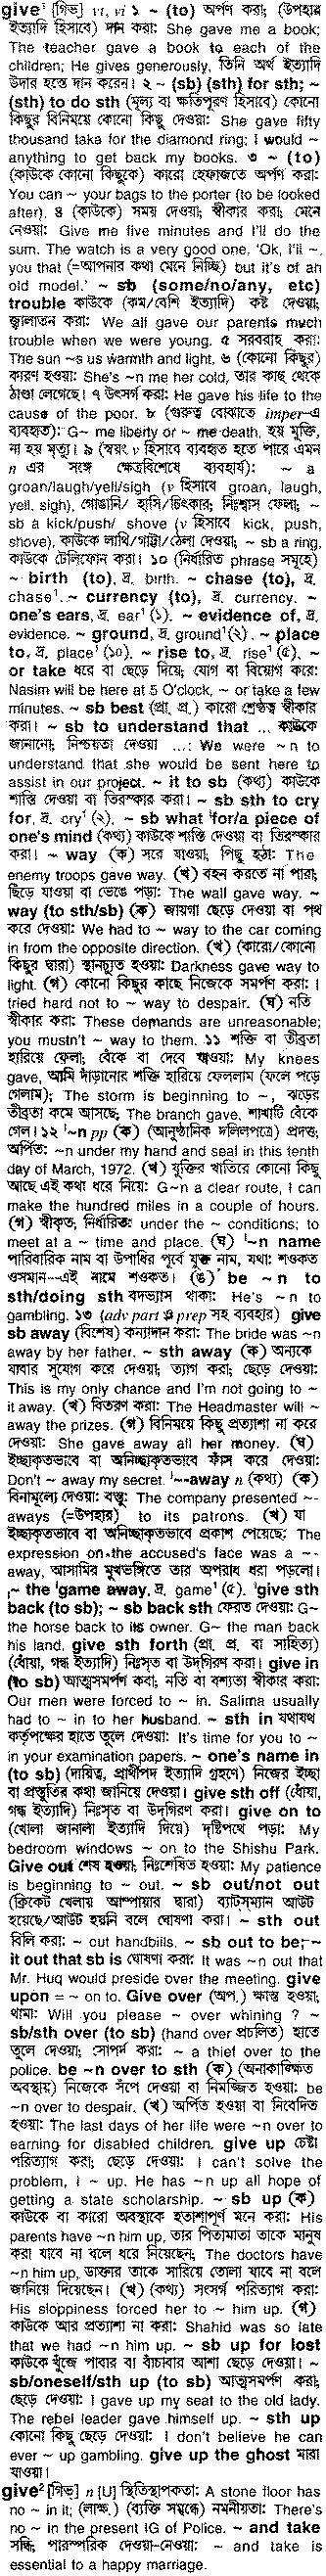 give¹ [গিভ্] vt, vi ১ ~ (to) অর্পণ করা; (উপহার
ইত্যাদি হিসাবে) দান করা: She gave me a book;
The teacher gave a book to each of the
children; He gives generously, তিনি অর্থ ইত্যাদি
উদার হস্তে দান করেন। ২ ~ (sb) (sth) for sth; ~
(sth) to do sth (মূল্য বা ক্ষতিপূরণ হিসাবে) কোনো
কিছুর বিনিময়ে কোনো কিছু দেওয়া: She gave fifty
thousand take for the diamond ring; I would ~
anything to get back my books. ৩ ~ (to)
(কাউকে কোনো কিছুকে) কারো হেফাজতে অর্পণ করা:
You can ~ your bags to the porter (to be looked
after). ৪ (কাউকে) সময় দেওয়া; স্বীকার করা; মেনে
নেওয়া: Give me five minutes and I'll do the
sum. The watch is a very good one, 'Ok, I'll ~,
you that (=আপনার কথা মেনে নিচ্ছি) but it's of an
old model.' ~ sb (some/no/any, etc)
trouble কাউকে (কম/বেশি ইত্যাদি) কষ্ট দেওয়া;
জ্বালাতন করা: We all gave our parents much
trouble when we were young. ৫ সরবরাহ করা:
The sun ~s us warmth and light, ৬ (কোনো কিছুর)
কারণ হওয়া: She's ~n me her cold, তার কাছ থেকে
ঠাণ্ডা লেগেছে। ৭ উৎসর্গ করা: He gave his life to the
cause of the poor. ৮ (গুরুত্ব বোঝাতে imper-এ
ব্যবহৃত): G~ me liberty or ~ me death, হয় মুক্তি,
না হয় মৃত্যু। ৯ (স্বয়ং v হিসাবে ব্যবহৃত হতে পারে এমন
n এর সঙ্গে ক্ষেত্রবিশেষে ব্যবহার্য): ~ a
groan/laugh/yell/sigh (v হিসাবে groan, laugh,
yell, sigh), গোঙানি/ হাসি/চিৎকার; নিঃশ্বাস ফেলা; ~
sb a kick/push/ shove (v হিসাবে kick, push,
shove), কাউকে লাথি/গাট্টা/ঠেলা দেওয়া; ~ sb a ring,
কাউকে টেলিফোন করা। ১০ (নির্ধারিত phrase সমূহে)
~ birth (to), দ্র. birth. ~ chase (to), দ্র.
chase¹. ~ currency (to), দ্র. currency. ~
one's ears, দ্র. ear¹ (১). ~ evidence of, দ্র.
evidence. ~ ground, দ্র. ground¹ (২). ~ place
to, দ্র. place¹ (১০). ~ rise to, দ্র. rise¹ (৫). ~
or take ধরে বা ছেড়ে দিয়ে; যোগ বা বিয়োগ করে:
Nasim will be here at 5 O'clock, ~ or take a few
minutes. ~ sb best (প্রা. প্র.) কারো শ্রেষ্ঠত্ব স্বীকার
করা। ~ sb to understand that ... কাউকে
জানানো; নিশ্চয়তা দেওয়া ...: We were ~n to
understand that she would be sent here to
assist in our project. ~ it to sb (কথ্য) কাউকে
শাস্তি দেওয়া বা তিরস্কার করা। ~ sb sth to cry
for, দ্র. cry¹ (২). ~ sb what for/a piece of
one's mind (কথ্য) কাউকে শাস্তি দেওয়া বা তিরস্কার
করা। ~ way (ক) সরে যাওয়া; পিছু হঠা: The
enemy troops gave way. (খ) বহন করতে না পারা;
ছিঁড়ে যাওয়া বা ভেঙে পড়া: The wall gave way. ~
way (to sth/sb) (ক) জায়গা ছেড়ে দেওয়া বা পথ
করে দেওয়া: We had to ~ way to the car coming
in from the opposite direction. (খ) (কারো/কোনো
কিছুর দ্বারা) স্থানচ্যুত হওয়া: Darkness gave way to
light. (গ) কোনো কিছুর কাছে নিজেকে সমর্পণ করা: I
tried hard not to ~ way to despair. (ঘ) নতি
স্বীকার করা: These demands are unreasonable;
you mustn't ~ way to them. ১১ শক্তি বা তীব্রতা
হারিয়ে ফেলা; বেঁকে বা দেবে যাওয়া: My knees
gave, আমি দাঁড়ানোর শক্তি হারিয়ে ফেললাম (ফলে পড়ে
গেলাম); The storm is beginning to ~, ঝড়ের
তীব্রতা কমে আসছে; The branch gave, শাখাটি বেঁকে
গেল। ১২ ¹~n pp (ক) (আনুষ্ঠানিক দলিলপত্রে) প্রদত্ত;
অর্পিত: ~n under my hand and seal in this tenth
day of March, 1972. (খ) যুক্তির খাতিরে কোনো কিছু
আছে এই কথা ধরে নিয়ে: G~n a clear route, I can
make the hundred miles in a couple of hours.
(গ) স্বীকৃত, নির্ধারিত: under the ~ conditions; to
meet at a ~ time and place. (ঘ) ¹~n name
পারিবারিক নাম বা উপাধির পূর্বে যুক্ত নাম, যথা: শওকত
ওসমান—এই নামে শওকত। (ঙ) be ~n to
sth/doing sth বদভ্যাস থাকা: He's ~n to
gambling. ১৩ (adv part ও prep সহ ব্যবহার) give
sb away (বিশেষ) কন্যাদান করা: The bride was ~n
away by her father. ~ sth away (ক) অন্যকে
যাবার সুযোগ করে দেওয়া; ত্যাগ করা, ছেড়ে দেওয়া:
This is my only chance and I'm not going to ~
it away. (খ) বিতরণ করা: The Headmaster will ~
away the prizes. (গ) বিনিময়ে কিছু প্রত্যাশা না করে
দেওয়া: She gave away all her money. (ঘ)
ইচ্ছাকৃতভাবে বা অনিচ্ছাকৃতভাবে ফাঁস করে দেওয়া:
Don't ~ away my secret. ¹~-away n (কথ্য) (ক)
বিনামূল্যে দেওয়া: বস্তু: The company presented ~-
aways (=উপহার) to its patrons. (খ) যা
ইচ্ছাকৃতভাবে বা অনিচ্ছাকৃতভাবে প্রকাশ পেয়েছে: The
expression on the accused's face was a ~-
away, আসামির মুখভঙ্গিতে তার অপরাধ ধরা পড়লো।
~ the ¹game away, দ্র. game¹ (৫). ¹give sth
back (to sb); ~ sb back sth ফেরত দেওয়া: G~
the horse back to its owner. G~ the man back
his land. give sth forth (প্রা. প্র. বা সাহিত্য)
(ধোঁয়া, গন্ধ ইত্যাদি) নিঃসৃত বা উদ্‌গিরণ করা। give in
(to sb) আত্মসমর্পণ করা; নতি বা বশ্যতা স্বীকার করা:
Our men were forced to ~ in. Salima usually
had to ~ in to her husband. ~ sth in যথাযথ
কর্তৃপক্ষের হাতে তুলে দেওয়া: It's time for you to ~
in your examination papers. ~ one's name in
(to sb) (দায়িত্ব, প্রার্থীপদ ইত্যাদি গ্রহণে) নিজের ইচ্ছা
বা প্রস্তুতির কথা জানিয়ে দেওয়া। give sth off (ধোঁয়া,
গন্ধ ইত্যাদি) নিঃসৃত বা উদ্‌গিরণ করা। give on to
(খোলা জানালা ইত্যাদি দিয়ে) দৃষ্টিপথে পড়া: My
bedroom windows ~ on to the Shishu Park.
Give out শেষ হওয়া; নিঃশেষিত হওয়া: My patience
is beginning to ~ out. ~ sb out/not out
(ক্রিকেট খেলায় আম্পায়ার দ্বারা) ব্যাটসম্যান আউট
হয়েছে/আউট হয়নি বলে ঘোষণা করা। ~ sth out
বিলি করা: ~ out handbills. ~ sb out to be;~
it out that sb is ঘোষণা করা: It was ~n out that
Mr. Huq would preside over the meeting. give
upon = ~ on to. Give over (অপ.) ক্ষান্ত হওয়া,
থামা: Will you please ~ over whining ? ~
sb/sth over (to sb) (hand over প্রচলিত) হাতে
তুলে দেওয়া; সোপর্দ করা: ~ a thief over to the
police. be ~n over to sth (ক) (অনাকাঙ্ক্ষিত
অবস্থায়) নিজেকে সঁপে দেওয়া বা নিমজ্জিত হওয়া: be
~n over to despair. (খ) অর্পিত হওয়া বা নিবেদিত
হওয়া: The last days of her life were ~n over to
earning for disabled children. give up চেষ্টা
পরিত্যাগ করা; ছেড়ে দেওয়া: I can't solve the
problem, I ~ up. He has ~n up all hope of
getting a state scholarship. ~ sb up (ক)
কাউকে বা কারো অবস্থাকে হতাশাপূর্ণ মনে করা: His
parents have ~n him up, তার পিতামাতা তাকে মানুষ
করা যাবে না বলে ধরে নিয়েছেন; The doctors have
~n him up, ডাক্তার তাকে সারিয়ে তোলা যাবে না বলে
জানিয়ে দিয়েছেন। (খ) (কথ্য) সংসর্গ পরিত্যাগ করা:
His sloppiness forced her to ~ him up. (গ)
কাউকে আর প্রত্যাশা না করা: Shahid was so late
that we had ~n him up. ~ sb up for lost
কাউকে খুঁজে পাবার বা বাঁচাবার আশা ছেড়ে দেওয়া। ~
sb/oneself/sth up (to sb) আত্মসমর্পণ করা,
ছেড়ে দেওয়া: I gave up my seat to the old lady.
The rebel leader gave himself up. ~ sth up
কোনো কিছু ছেড়ে দেওয়া: I don't believe he can
ever ~ up gambling. give up the ghost মারা
যাওয়া।
give² [গিভ্] n [U] স্থিতিস্থাপকতা: A stone floor has
no ~ in it; (লাক্ষ.) (ব্যক্তি সম্বন্ধে) নমনীয়তা: There's
no ~ in the present IG of Police. ~ and take
সন্ধি, পারস্পরিক দেওয়া-নেওয়া: ~ and take is
essential to a happy marriage.